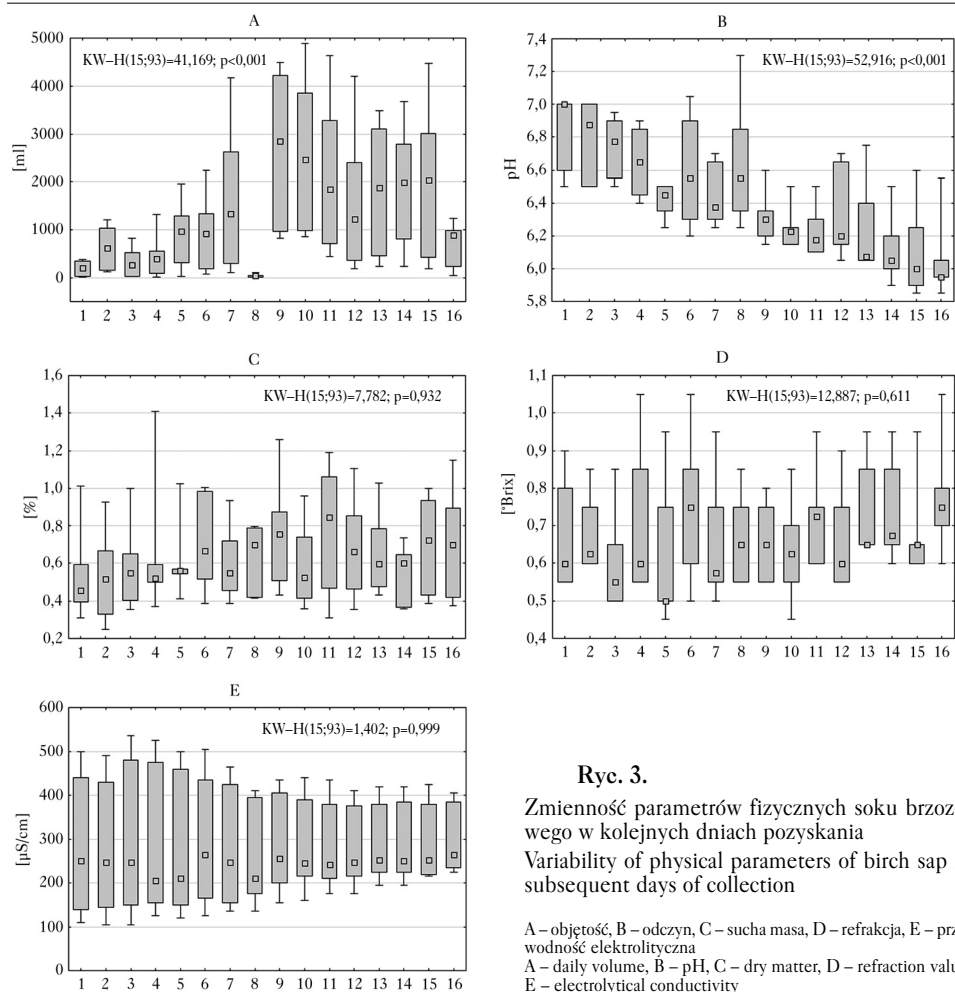 A
KW–H(15;93)=41,169; p<0,001
[ml]
5000
4000
3000
2000
1000
0
1 2 3 4 5 6 7 8 9 10 11 12 13 14 15 16
B
KW–H(15;93)=52,916; p<0,001
pH
7,4
7,2
7,0
6,8
6,6
6,4
6,2
6,0
5,8
1 2 3 4 5 6 7 8 9 10 11 12 13 14 15 16
C
KW–H(15;93)=7,782; p=0,932
[%]
1,6
1,4
1,2
1,0
0,8
0,6
0,4
0,2
1 2 3 4 5 6 7 8 9 10 11 12 13 14 15 16
D
KW–H(15;93)=12,887; p=0,611
[°Brix]
1,1
1,0
0,9
0,8
0,7
0,6
0,5
0,4
1 2 3 4 5 6 7 8 9 10 11 12 13 14 15 16
E
KW–H(15;93)=1,402; p=0,999
[µS/cm]
600
500
400
300
200
100
0
1 2 3 4 5 6 7 8 9 10 11 12 13 14 15 16
Ryc. 3.
Zmienność parametrów fizycznych soku brzozo
wego w kolejnych dniach pozyskania
Variability of physical parameters of birch sap
subsequent days of collection
A – objętość, B – odczyn, C – sucha masa, D – refrakcja, E – prz
wodność elektrolityczna
A – daily volume, B – pH, C – dry matter, D – refraction valu
E – electrolytical conductivity